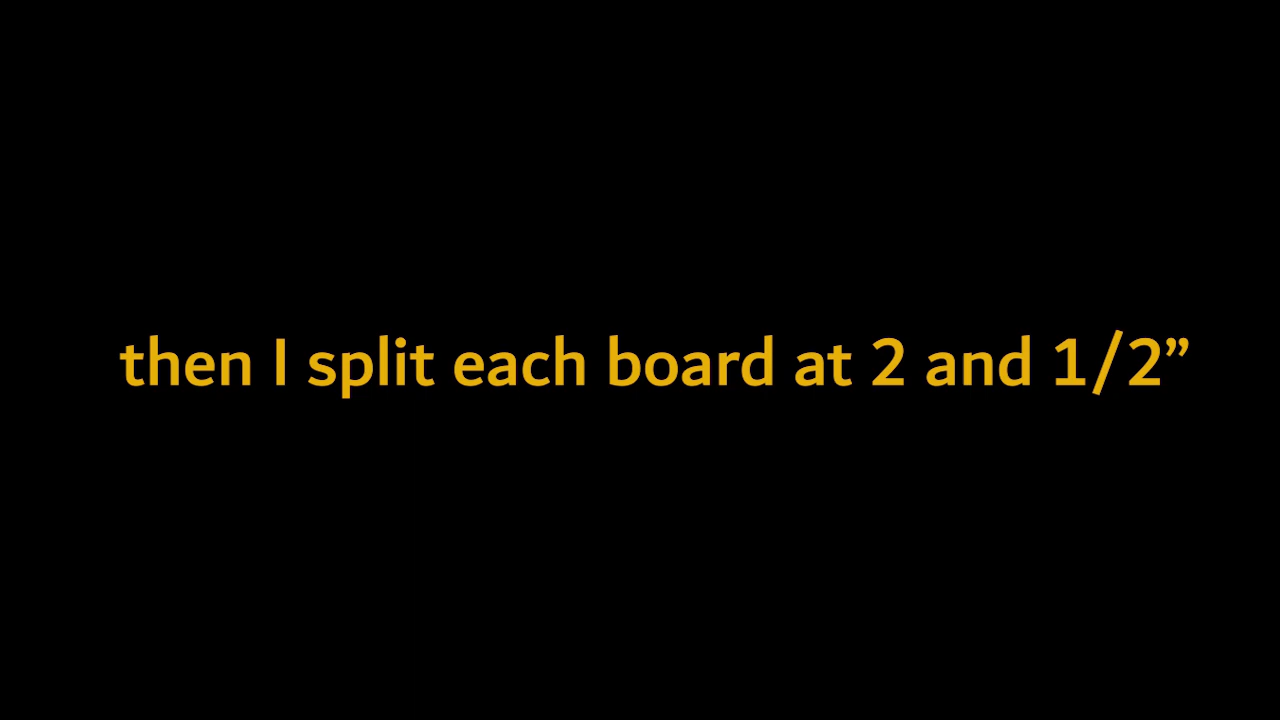 then I split each board at 2 and 1/2”